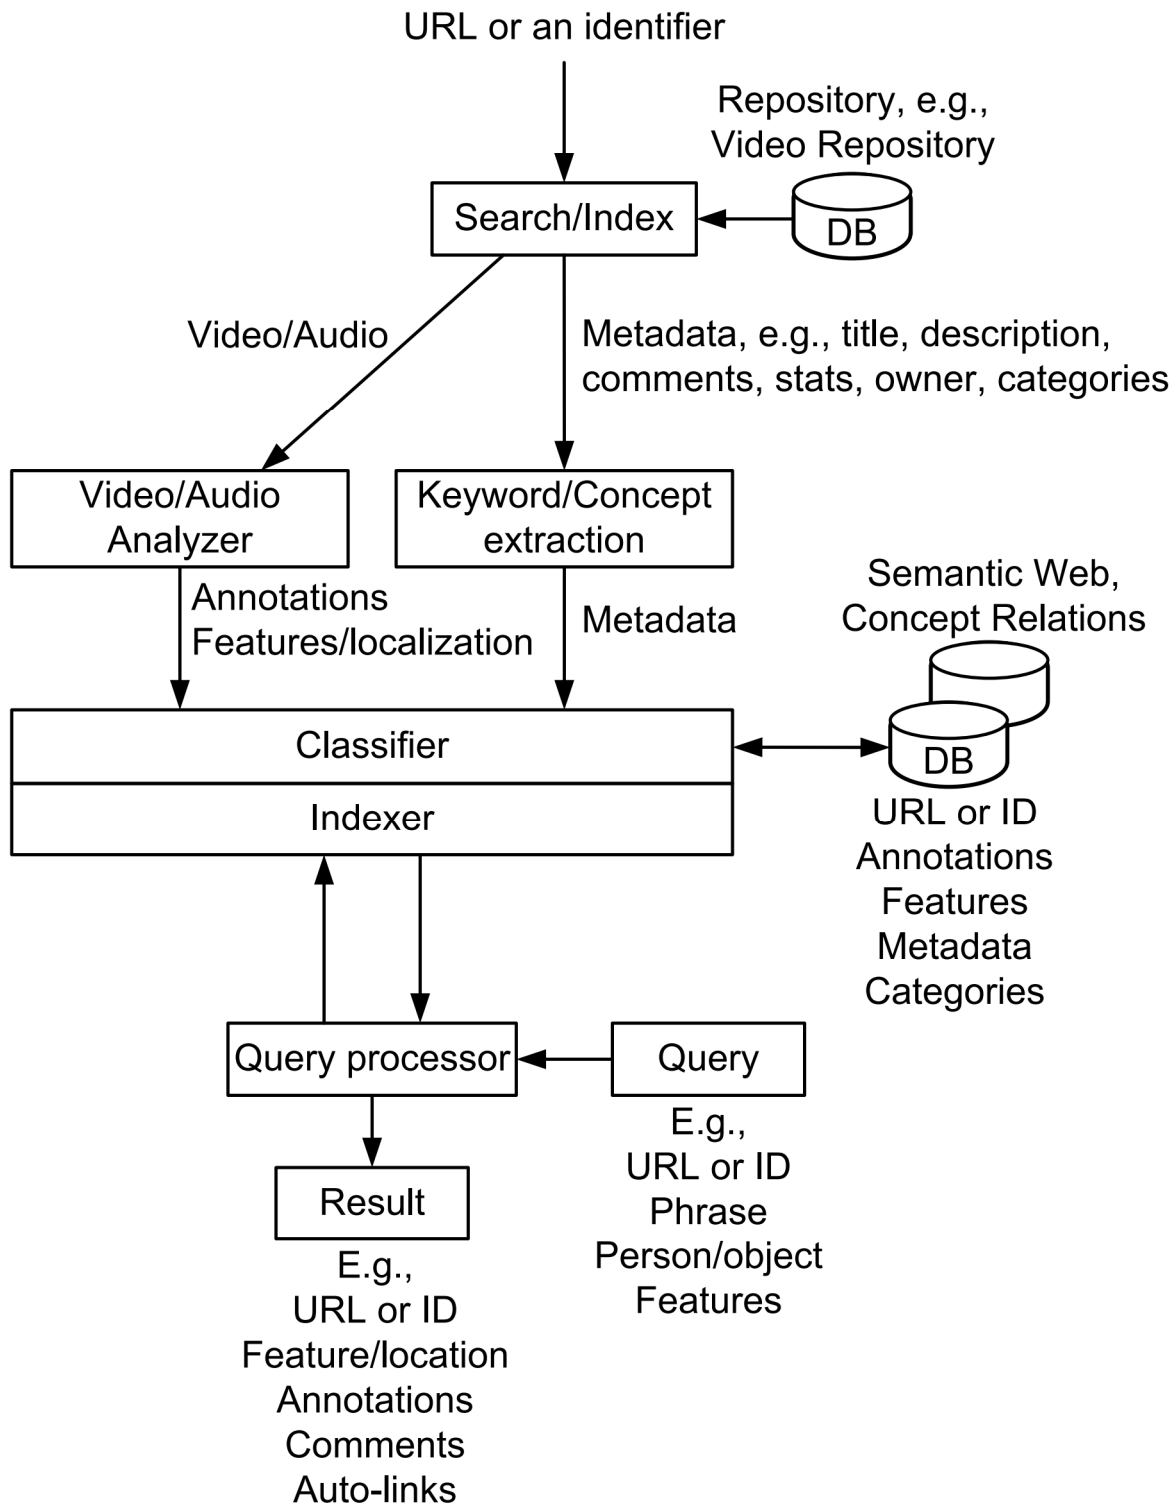 URL or an identifier
Repository, e.g.,
Video Repository
Search/Index
DB
Video/Audio
Metadata, e.g., title, description,
comments, stats, owner, categories
Video/Audio
Analyzer
Keyword/Concept
extraction
Annotations
Features/localization
Metadata
Semantic Web,
Concept Relations
Classifier
DB
Indexer
URL or ID
Annotations
Features
Metadata
Categories
Query processor
Query
E.g.,
URL or ID
Phrase
Person/object
Features
Result
E.g.,
URL or ID
Feature/location
Annotations
Comments
Auto-links